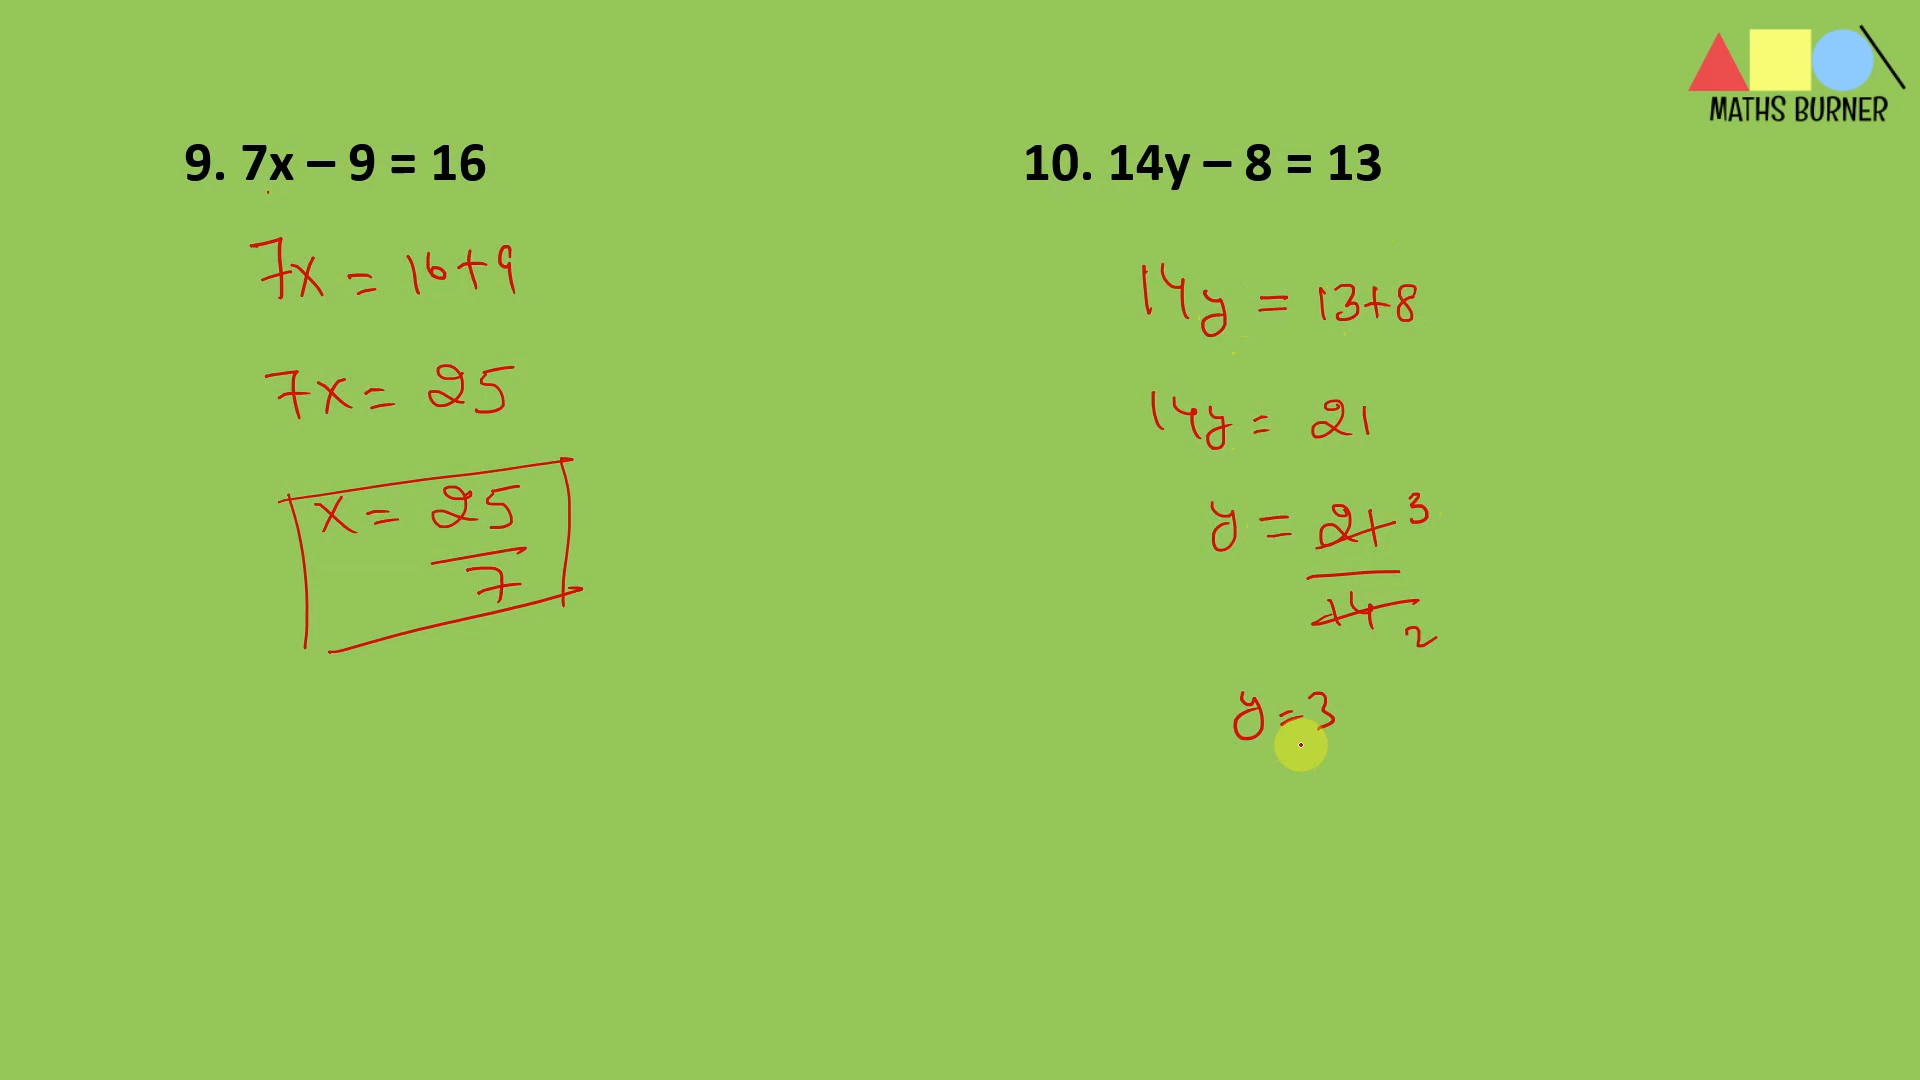 MATHS BURNER
9. 7x – 9 = 16
7x = 16+9
7x = 25
x = 25
7
10. 14y – 8 = 13
14y = 13+8
14y = 21
y = 21 3
14 2
y = 3